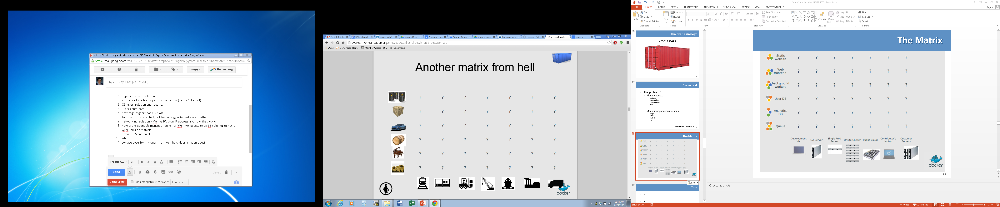 Add to Cloud Security - aikat@cs.unc.edu - UNC Chapel Hill Dept of Computer Science Mail - Google Chrome
https://mail.google.com/mail/u/0/?ui=2&view=btop&ver=1wgnhh8yycbm1&search=inbox&th=14df28155e5a0
More
Boomerang
Jay Aikat (cs.unc.edu)
1. hypervisor and isolation
2. virtualization - hw vs pair virtualization (Jeff - Duke; KJ)
3. OS layer isolation and security
4. Linux containers
5. coverage higher than OS class
6. too discussion oriented, not technology oriented - want latter
7. networking isolation - VM has it's own IP address and how that works
8. how are credentials managed; bunch of VMs - w/ access to an S3 volume; talk with
GENI folks on material
9. https - TLS and quick
10. ssh
11. storage security in clouds -- or not - how does amazon does?
Trebuch...
Send
Saved
Send Later
Boomerang this
in 2 days
if no reply
UNC Chapel
cs.unc.edu/
Google Drive
Notes on the
Google Group
Google Drive
Software Infr
FastLane.A1F
events.linuxf
containers -
events.linuxfoundation.org/sites/events/files/slides/lcna13_petazzoni.pdf
Apps
GENI Portal Home
Member Access - St...
Bookmarks
Another matrix from hell
? ? ? ? ? ? ?
? ? ? ? ? ? ?
? ? ? ? ? ? ?
? ? ? ? ? ? ?
? ? ? ? ? ? ?
? ? ? ? ? ? ?
docker
11:44 AM
6/23/2015
IntroCloudSecurity-SILVER.TTT - PowerPoint
FILE HOME INSERT DESIGN TRANSITIONS ANIMATIONS SLIDE SHOW REVIEW VIEW STORYBOARDING
Sign in
Paste
Cut
Copy
Format Painter
Clipboard
New
Slide
Layout
Reset
Section
Slides
28
Font
Text Direction
Align Text
Convert to SmartArt
Paragraph
Arrange
Quick
Styles
Shape Fill
Shape Outline
Shape Effects
Drawing
Find
Replace
Select
Editing
36
Real-world Analogy
Containers
37
Real-world
• The problem?
• Many products
• clothes
• electronics
• raw materials
• wine
• ...
• Many transportation methods
• ships
• trains
• trucks
• ...
38
The Matrix
(Ctrl)
39
Title
• X
• Y
The Matrix
Static
website
? ? ? ? ? ? ?
Web
frontend
? ? ? ? ? ? ?
background
workers
? ? ? ? ? ? ?
User DB
? ? ? ? ? ? ?
Analytics
DB
? ? ? ? ? ? ?
Queue
? ? ? ? ? ? ?
Development
VM
QA Server
Single Prod
Server
Onsite Cluster
Public Cloud
Contributor's
laptop
Customer
Servers
docker
38
Click to add notes
SLIDE 38 OF 55
NOTES
COMMENTS
100%